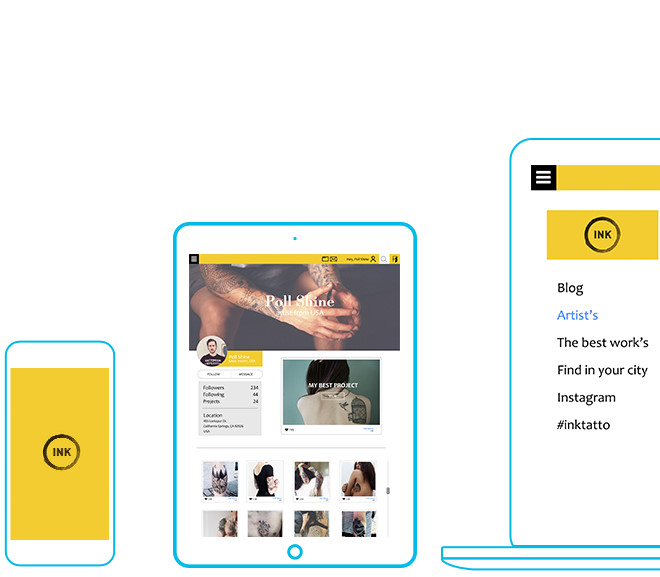 INK
Hey, Poll Shine
Poll Shine
Artist from USA
Poll Shine
FOLLOW
MESSAGE
Followers 234
Following 44
Projects 24
Location
USA
MY BEST PROJECT
INK
Blog
Artist’s
The best work’s
Find in your city
Instagram
#inktatto